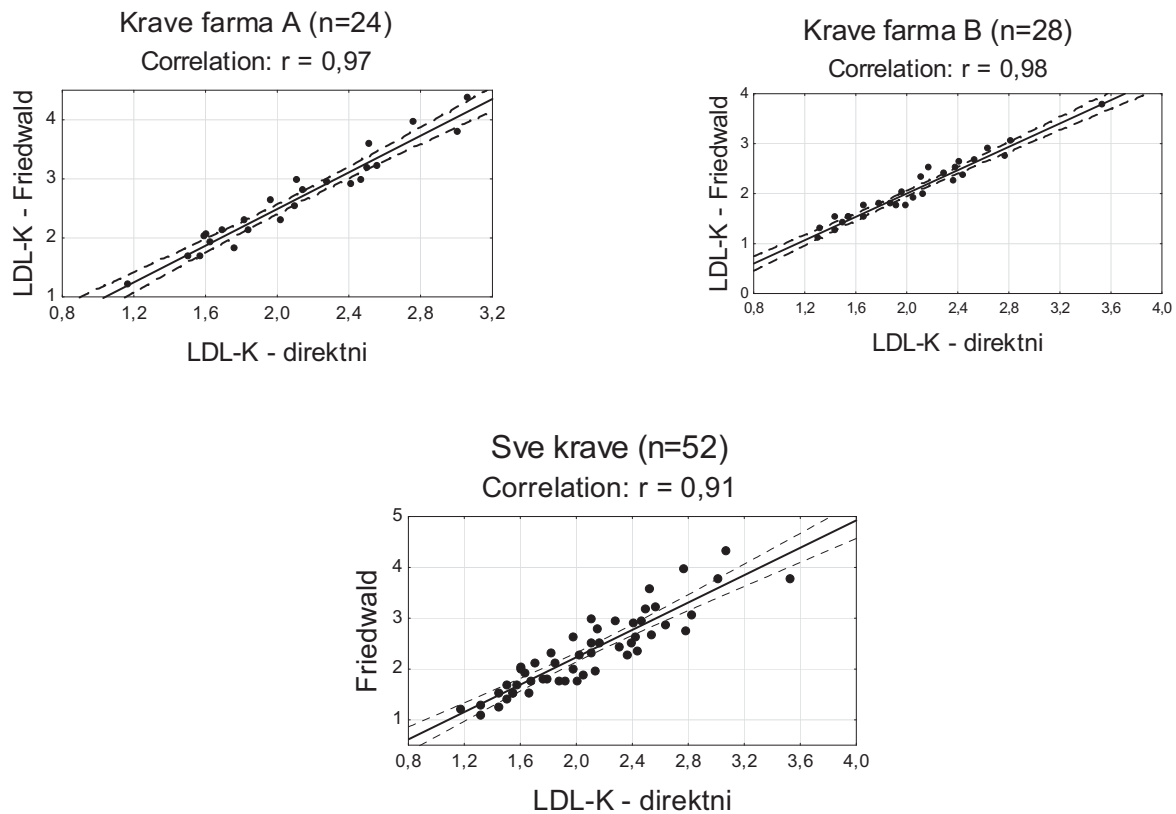 Krave farma A (n=24)
Correlation: r = 0,97
LDL-K - Friedwald
4
3
2
1
0,8 1,2 1,6 2,0 2,4 2,8 3,2
LDL-K - direktni
Krave farma B (n=28)
Correlation: r = 0,98
LDL-K - Friedwald
4
3
2
1
0
0,8 1,2 1,6 2,0 2,4 2,8 3,2 3,6 4,0
LDL-K - direktni
Sve krave (n=52)
Correlation: r = 0,91
Friedwald
5
4
3
2
1
0,8 1,2 1,6 2,0 2,4 2,8 3,2 3,6 4,0
LDL-K - direktni